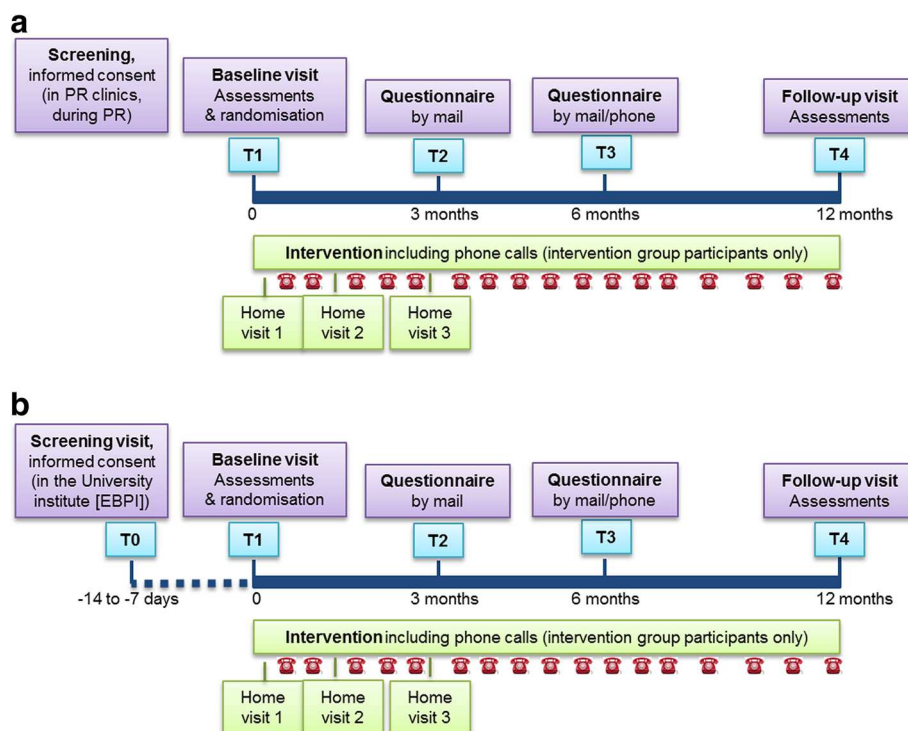 a
Screening,
informed consent
(in PR clinics,
during PR)
Baseline visit
Assessments
& randomisation
Questionnaire
by mail
Questionnaire
by mail/phone
Follow-up visit
Assessments
T1
T2
T3
T4
0
3 months
6 months
12 months
Intervention including phone calls (intervention group participants only)
Home
visit 1
Home
visit 2
Home
visit 3
b
Screening visit,
informed consent
(in the University
institute [EBPI])
Baseline visit
Assessments
& randomisation
Questionnaire
by mail
Questionnaire
by mail/phone
Follow-up visit
Assessments
T0
T1
T2
T3
T4
-14 to -7 days
0
3 months
6 months
12 months
Intervention including phone calls (intervention group participants only)
Home
visit 1
Home
visit 2
Home
visit 3